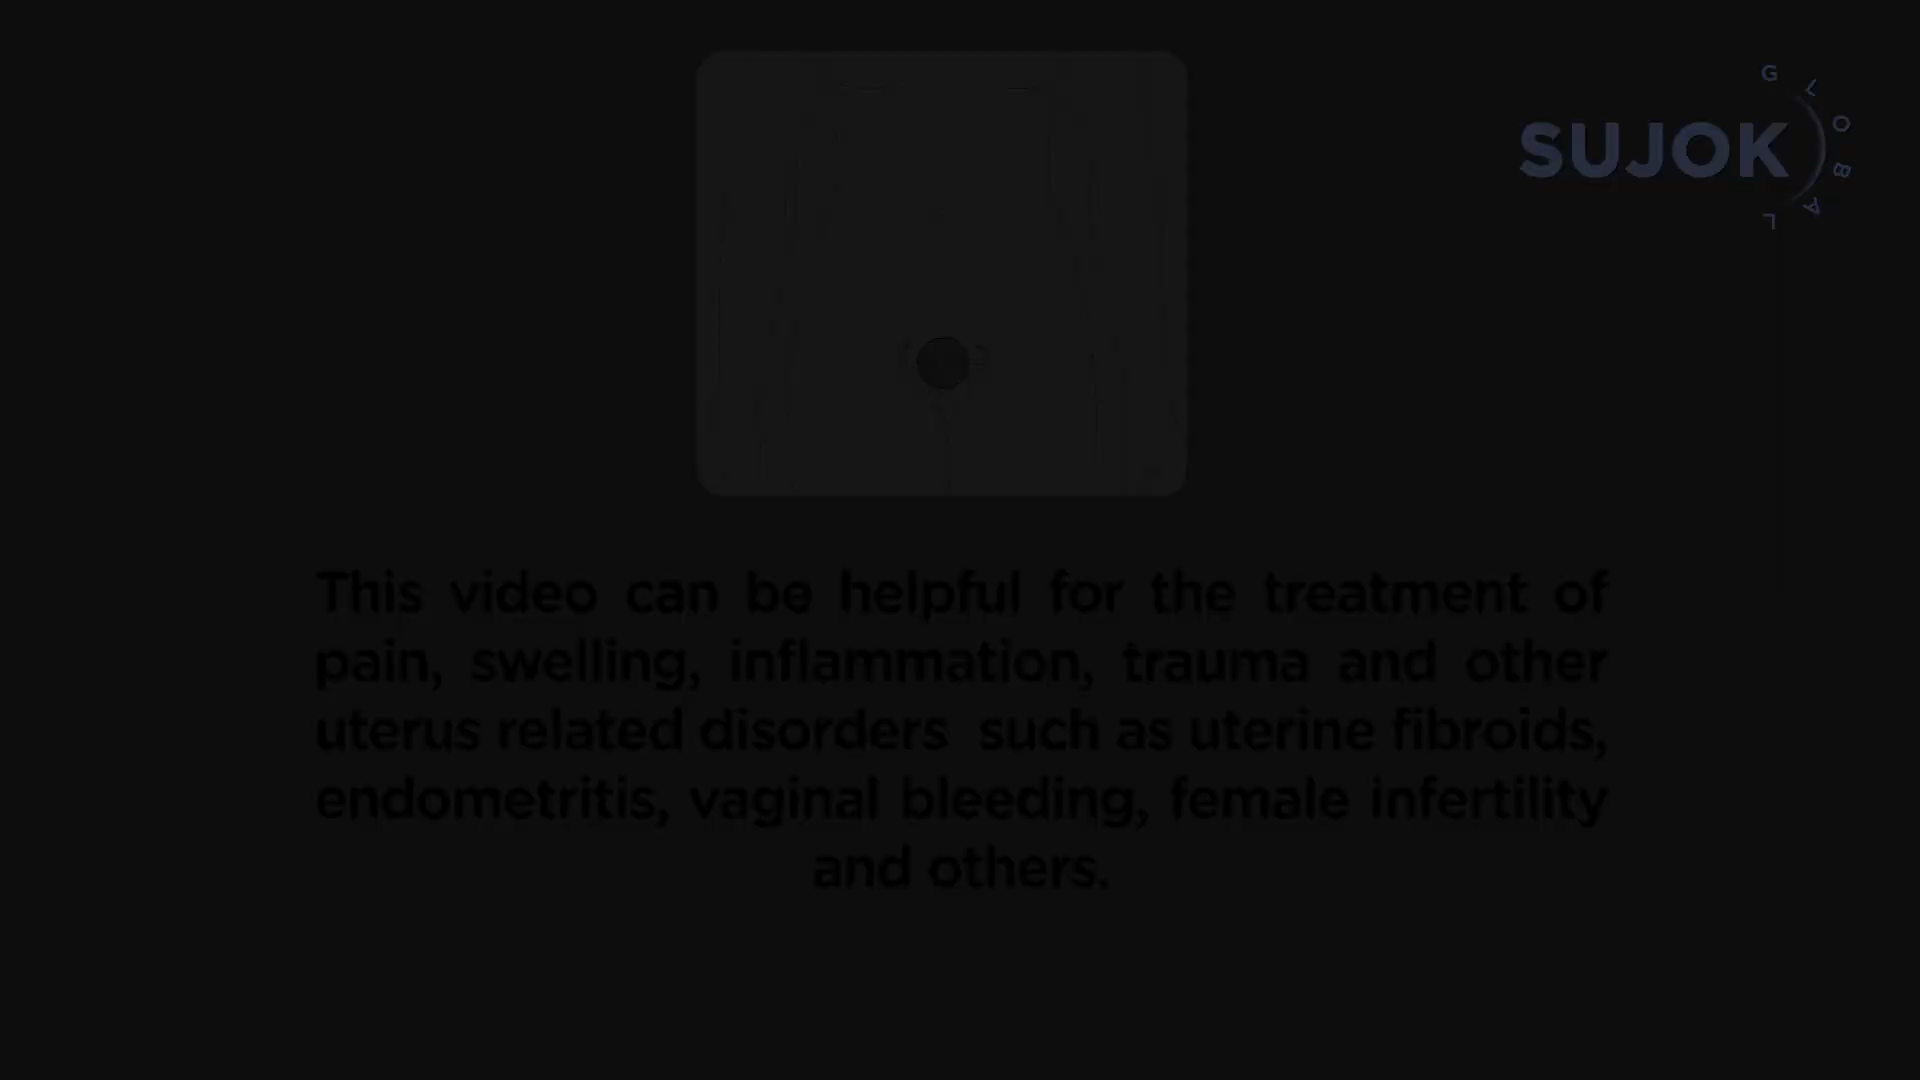 SUJOK
GLOBAL
This video can be helpful for the treatment of
pain, swelling, inflammation, trauma and other
uterus related disorders such as uterine fibroids,
endometritis, vaginal bleeding, female infertility
and others.